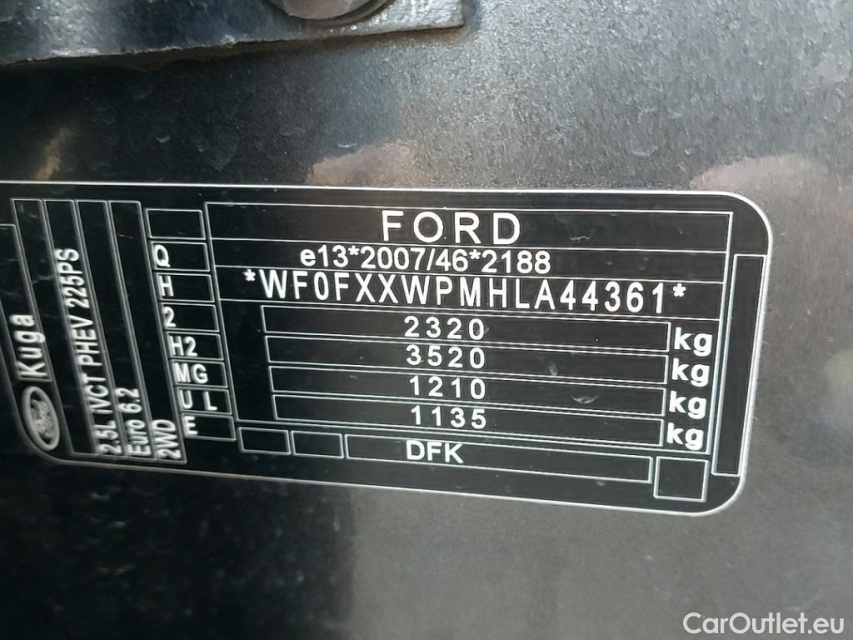 FORD
e13*2007/46*2188
*WF0FXXWPMHLA44361*
2320 kg
3520 kg
1210 kg
1135 kg
DFK
Q
H
2
H2
MG
U L
E
2WD
Euro 6.2
2.5L iVCT PHEV 225PS
Kuga
Ford
CarOutlet.eu